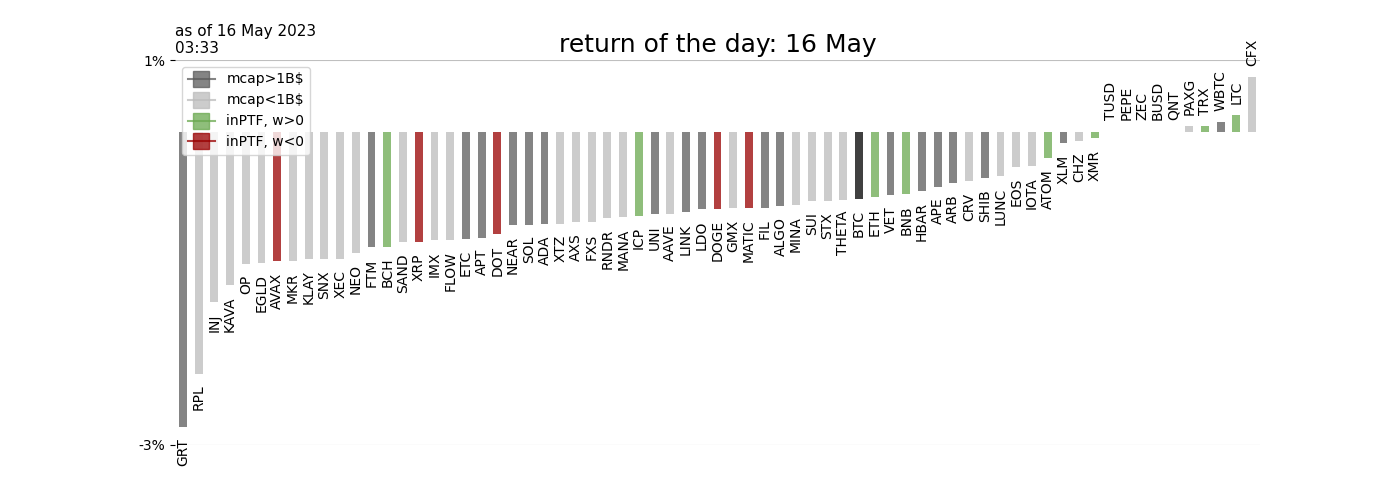 as of 16 May 2023
03:33
return of the day: 16 May
1%
-3%
mcap>1B$
mcap<1B$
inPTF, w>0
inPTF, w<0
GRT
RPL
INJ
KAVA
OP
EGLD
AVAX
MKR
KLAY
SNX
XEC
NEO
FTM
BCH
SAND
XRP
IMX
FLOW
ETC
APT
DOT
NEAR
SOL
ADA
XTZ
AXS
FXS
RNDR
MANA
ICP
UNI
AAVE
LINK
LDO
DOGE
GMX
MATIC
FIL
ALGO
MINA
SUI
STX
THETA
BTC
ETH
VET
BNB
HBAR
APE
ARB
CRV
SHIB
LUNC
EOS
IOTA
ATOM
XLM
CHZ
XMR
TUSD
PEPE
ZEC
BUSD
QNT
PAXG
TRX
WBTC
LTC
CFX